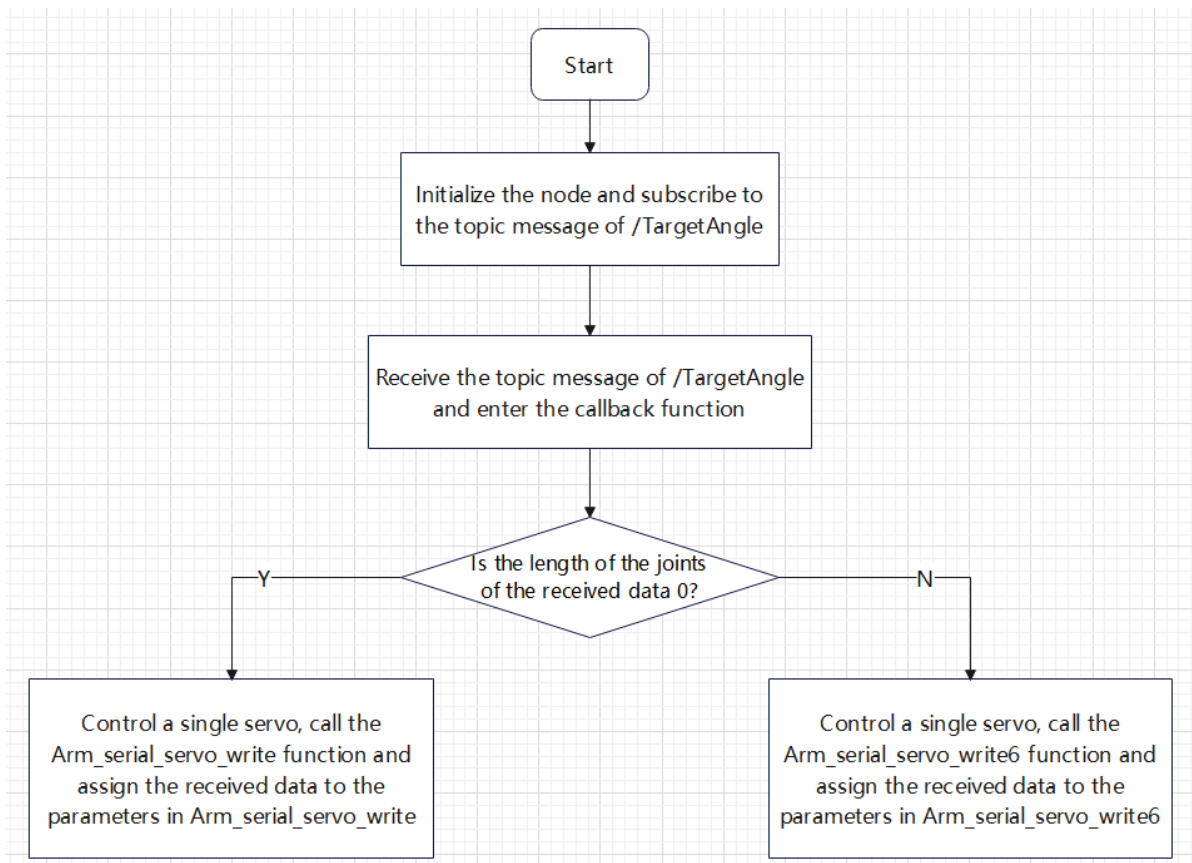 Start
Initialize the node and subscribe to
the topic message of /TargetAngle
Receive the topic message of /TargetAngle
and enter the callback function
Is the length of the joints
of the received data 0?
Y
N
Control a single servo, call the
Arm_serial_servo_write function and
assign the received data to the
parameters in Arm_serial_servo_write
Control a single servo, call the
Arm_serial_servo_write6 function and
assign the received data to the
parameters in Arm_serial_servo_write6